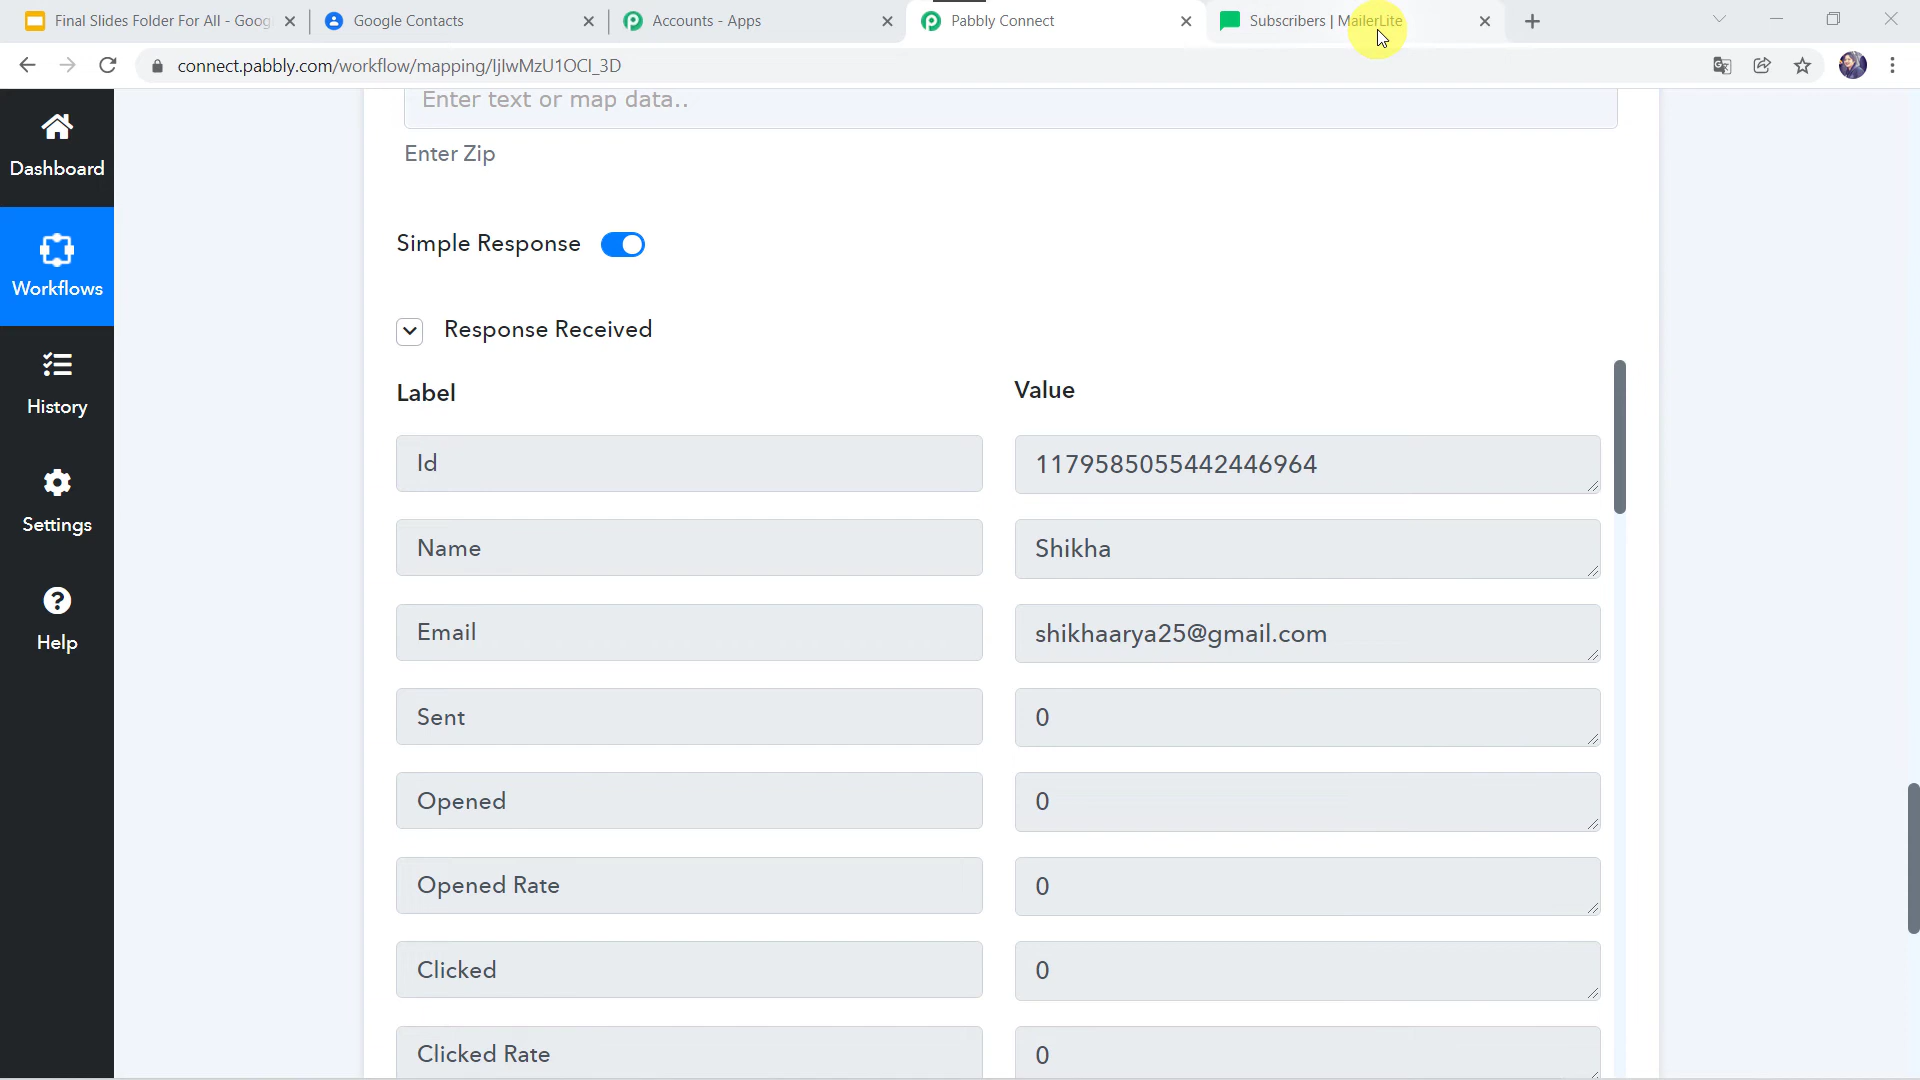 Final Slides Folder For All - Goog
Google Contacts
Accounts - Apps
Pabbly Connect
Subscribers | MailerLite
connect.pabbly.com/workflow/mapping/IjIwMzU1OCI_3D
Dashboard
Workflows
History
Settings
Help
Enter text or map data..
Enter Zip
Simple Response
Response Received
Label
Value
Id
1179585055442446964
Name
Shikha
Email
shikhaarya25@gmail.com
Sent
0
Opened
0
Opened Rate
0
Clicked
0
Clicked Rate
0